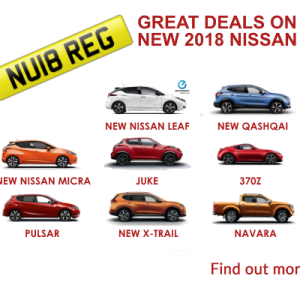 NU18 REG
GREAT DEALS ON
NEW 2018 NISSAN
NEW NISSAN LEAF
NEW QASHQAI
NEW NISSAN MICRA
JUKE
370Z
PULSAR
NEW X-TRAIL
NAVARA
Find out mor